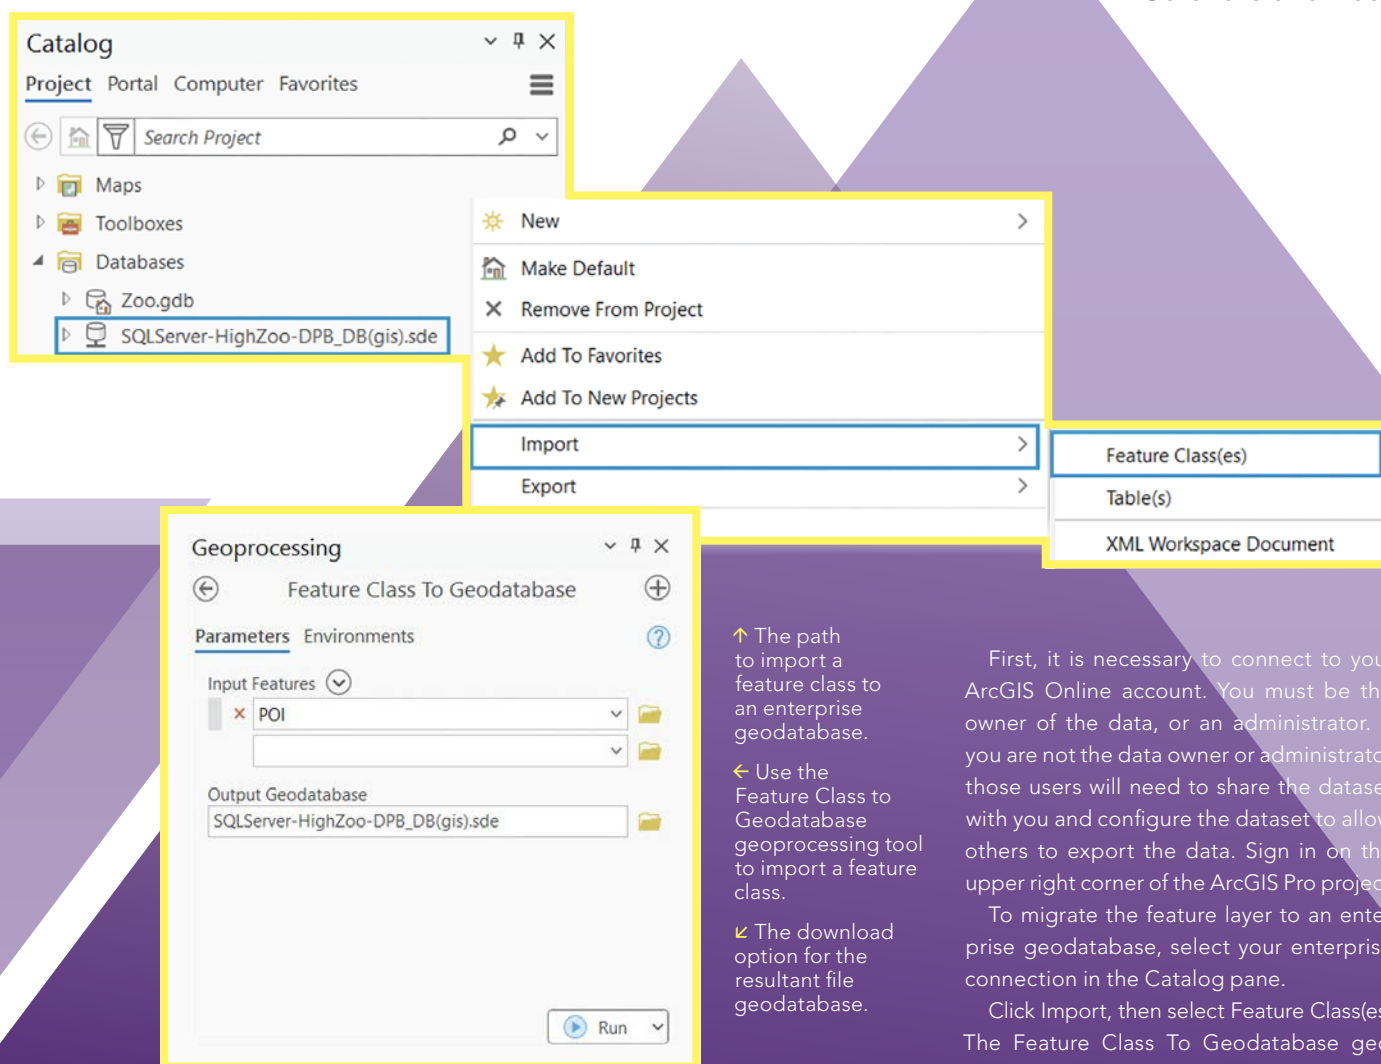 Catalog
Project Portal Computer Favorites
Search Project
Maps
Toolboxes
Databases
Zoo.gdb
SQLServer-HighZoo-DPB_DB(gis).sde
New
Make Default
Remove From Project
Add To Favorites
Add To New Projects
Import
Export
Feature Class(es)
Table(s)
XML Workspace Document
Geoprocessing
Feature Class To Geodatabase
Parameters Environments
Input Features
POI
Output Geodatabase
SQLServer-HighZoo-DPB_DB(gis).sde
Run
↑ The path
to import a
feature class to
an enterprise
geodatabase.
← Use the
Feature Class to
Geodatabase
geoprocessing tool
to import a feature
class.
↙ The download
option for the
resultant file
geodatabase.
First, it is necessary to connect to you
ArcGIS Online account. You must be th
owner of the data, or an administrator.
you are not the data owner or administrato
those users will need to share the datase
with you and configure the dataset to allow
others to export the data. Sign in on th
upper right corner of the ArcGIS Pro projec
To migrate the feature layer to an ente
prise geodatabase, select your enterpris
connection in the Catalog pane.
Click Import, then select Feature Class(es
The Feature Class To Geodatabase geo